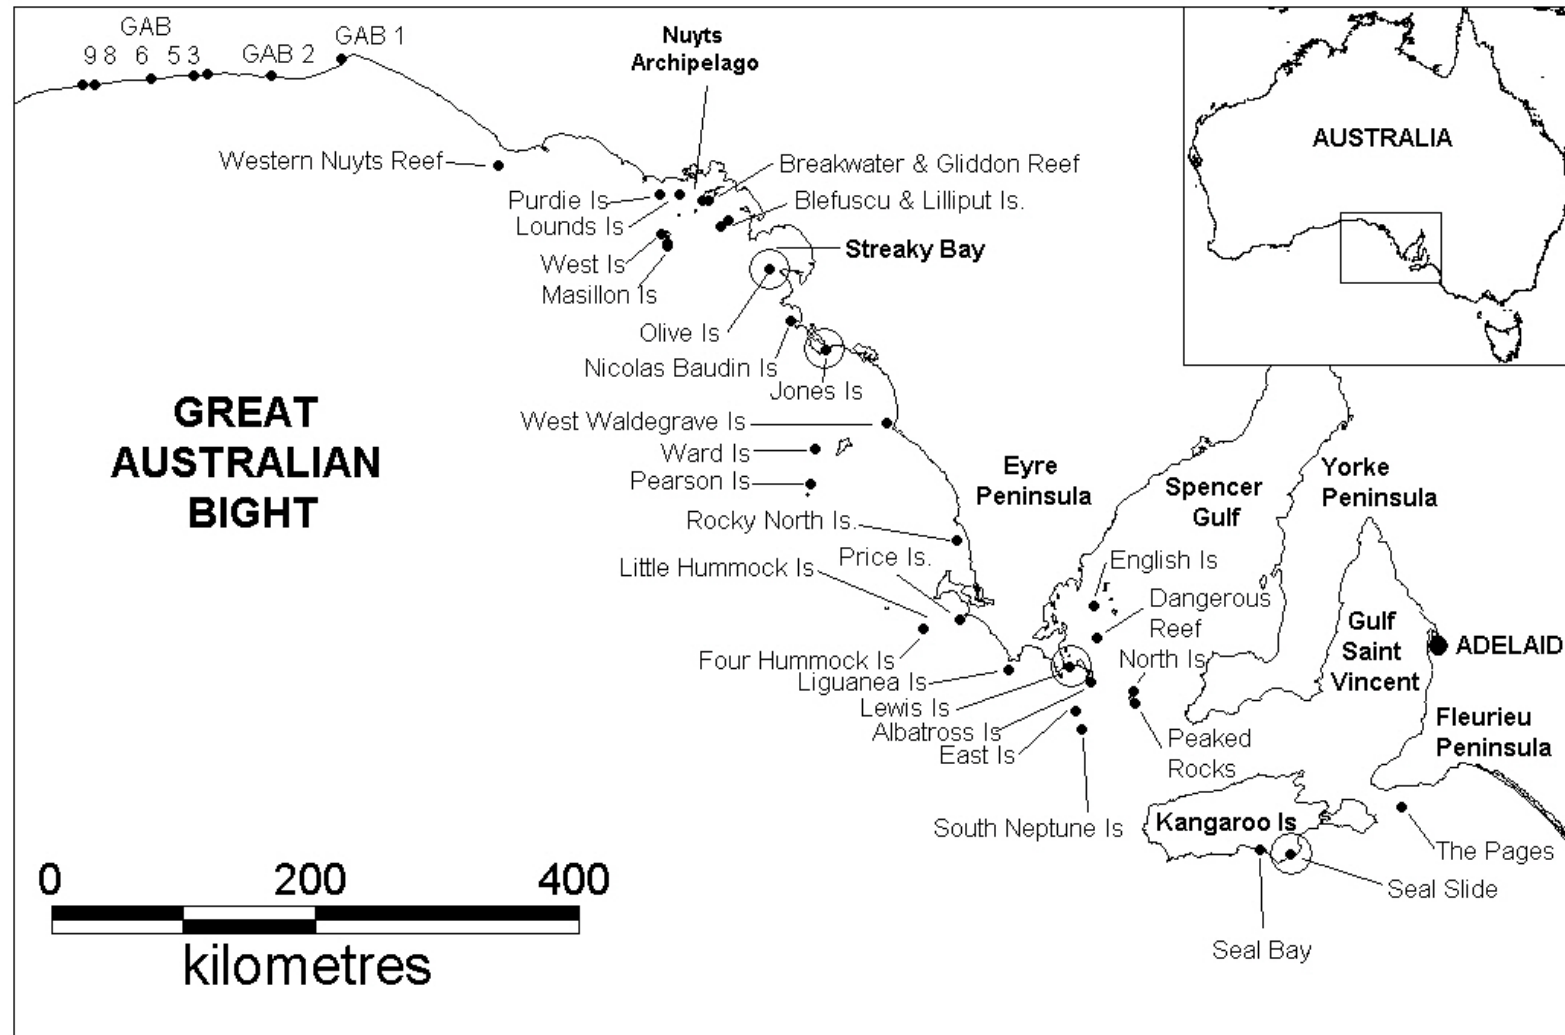 GAB
9 8 6 5 3
GAB 2
GAB 1
Nuyts
Archipelago
AUSTRALIA
Western Nuyts Reef
Breakwater & Gliddon Reef
Purdie Is
Blefuscu & Lilliput Is.
Lounds Is
Streaky Bay
West Is
Masillon Is
Olive Is
Nicolas Baudin Is
Jones Is
GREAT
AUSTRALIAN
BIGHT
West Waldegrave Is
Ward Is
Pearson Is
Eyre
Peninsula
Spencer
Gulf
Yorke
Peninsula
Rocky North Is.
Price Is.
Little Hummock Is
English Is
Dangerous
Reef
Gulf
Saint
Vincent
ADELAID
Four Hummock Is
Liguanea Is
North Is
Lewis Is
Albatross Is
East Is
Peaked
Rocks
Fleurieu
Peninsula
South Neptune Is
Kangaroo Is
The Pages
Seal Slide
Seal Bay
0 200 400
kilometres